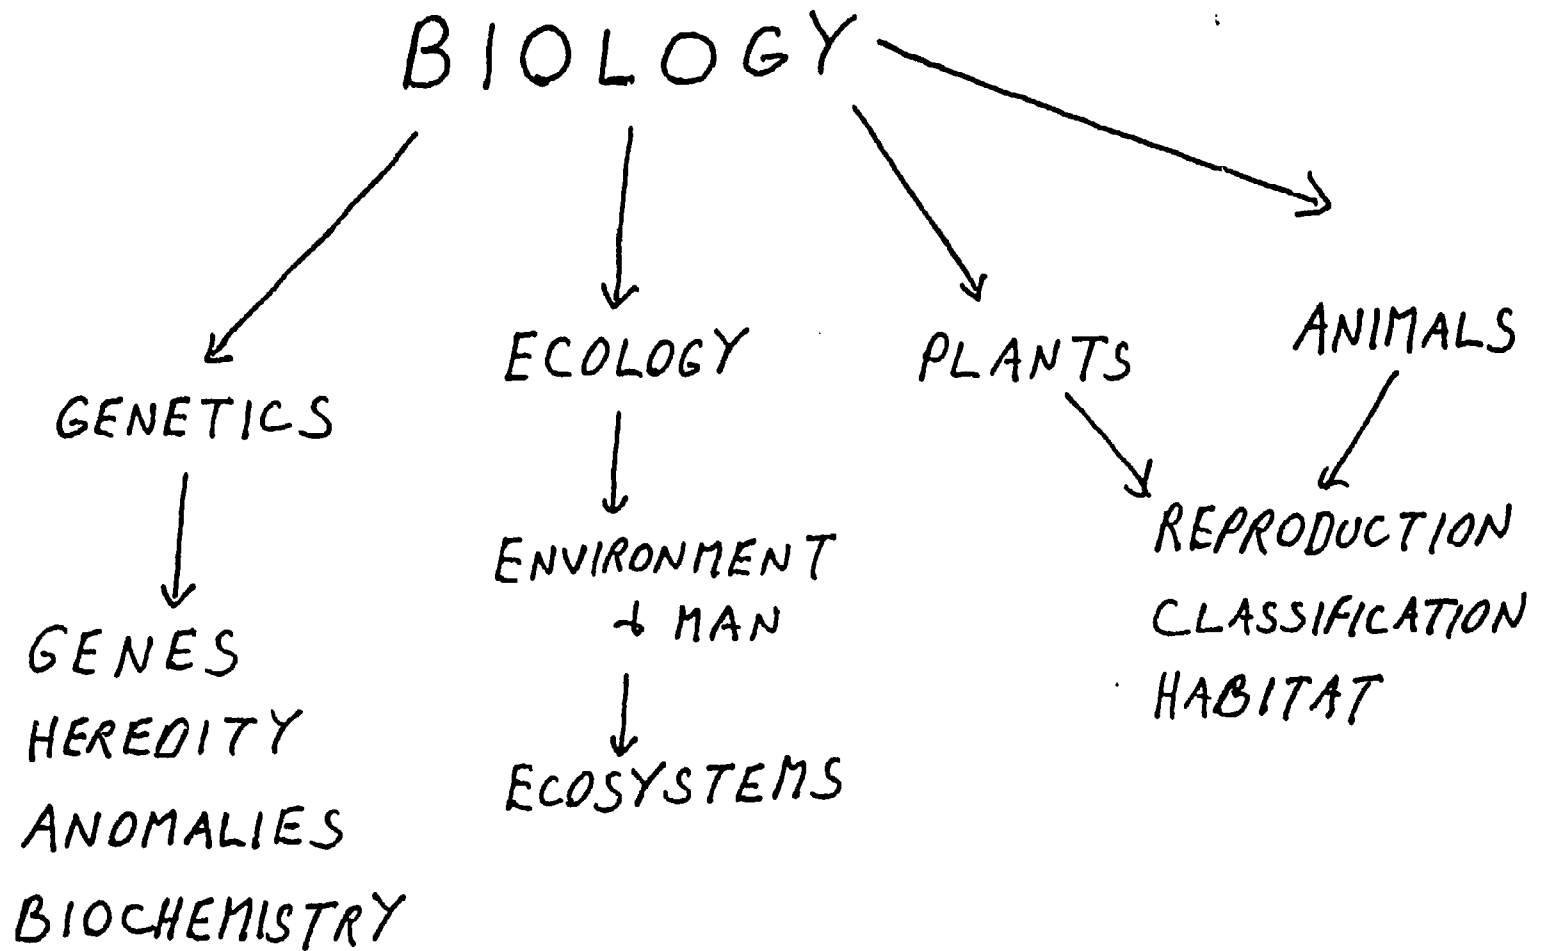 BIOLOGY
GENETICS
ECOLOGY
PLANTS
ANIMALS
GENES
HEREDITY
ANOMALIES
BIOCHEMISTRY
ENVIRONMENT
+ MAN
ECOSYSTEMS
REPRODUCTION
CLASSIFICATION
HABITAT